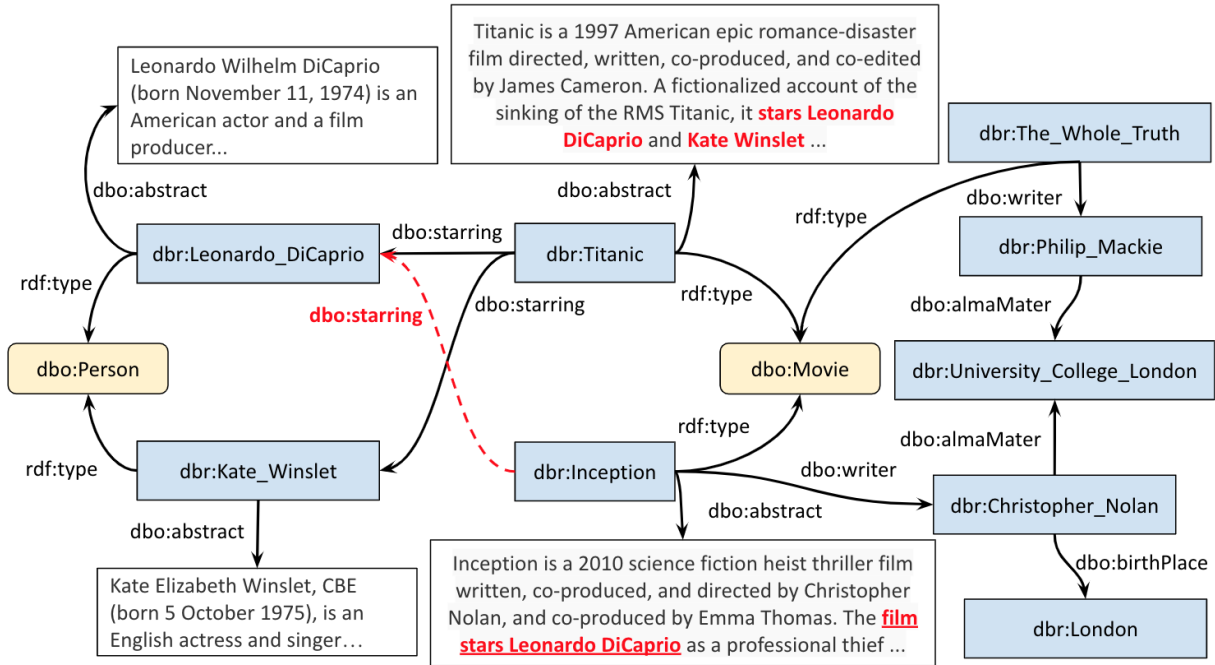 Leonardo Wilhelm DiCaprio
(born November 11, 1974) is an
American actor and a film
producer...
Titanic is a 1997 American epic romance-disaster
film directed, written, co-produced, and co-edited
by James Cameron. A fictionalized account of the
sinking of the RMS Titanic, it stars Leonardo
DiCaprio and Kate Winslet ...
dbr:The_Whole_Truth
dbo:abstract
dbo:abstract
rdf:type
dbo:writer
dbr:Leonardo_DiCaprio
dbo:starring
dbr:Titanic
dbr:Philip_Mackie
rdf:type
dbo:starring
dbo:starring
rdf:type
dbo:almaMater
dbo:Person
dbo:Movie
dbr:University_College_London
rdf:type
dbr:Kate_Winslet
dbr:Inception
rdf:type
dbo:almaMater
dbo:writer
dbo:abstract
dbo:abstract
dbr:Christopher_Nolan
dbo:birthPlace
Kate Elizabeth Winslet, CBE
(born 5 October 1975), is an
English actress and singer...
Inception is a 2010 science fiction heist thriller film
written, co-produced, and directed by Christopher
Nolan, and co-produced by Emma Thomas. The film
stars Leonardo DiCaprio as a professional thief ...
dbr:London